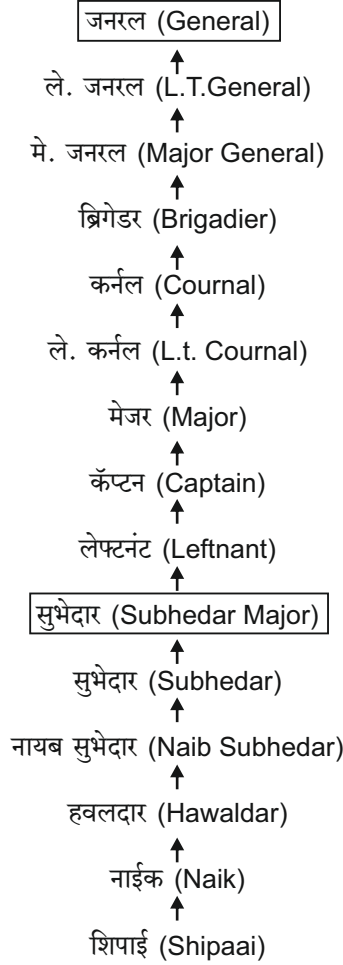 जनरल (General)
ले. जनरल (L.T.General)
मे. जनरल (Major General)
ब्रिगेडर (Brigadier)
कर्नल (Cournal)
ले. कर्नल (L.t. Cournal)
मेजर (Major)
कॅप्टन (Captain)
लेफ्टनंट (Leftnant)
सुभेदार (Subhedar Major)
सुभेदार (Subhedar)
नायब सुभेदार (Naib Subhedar)
हवलदार (Hawaldar)
नाईक (Naik)
शिपाई (Shipaai)